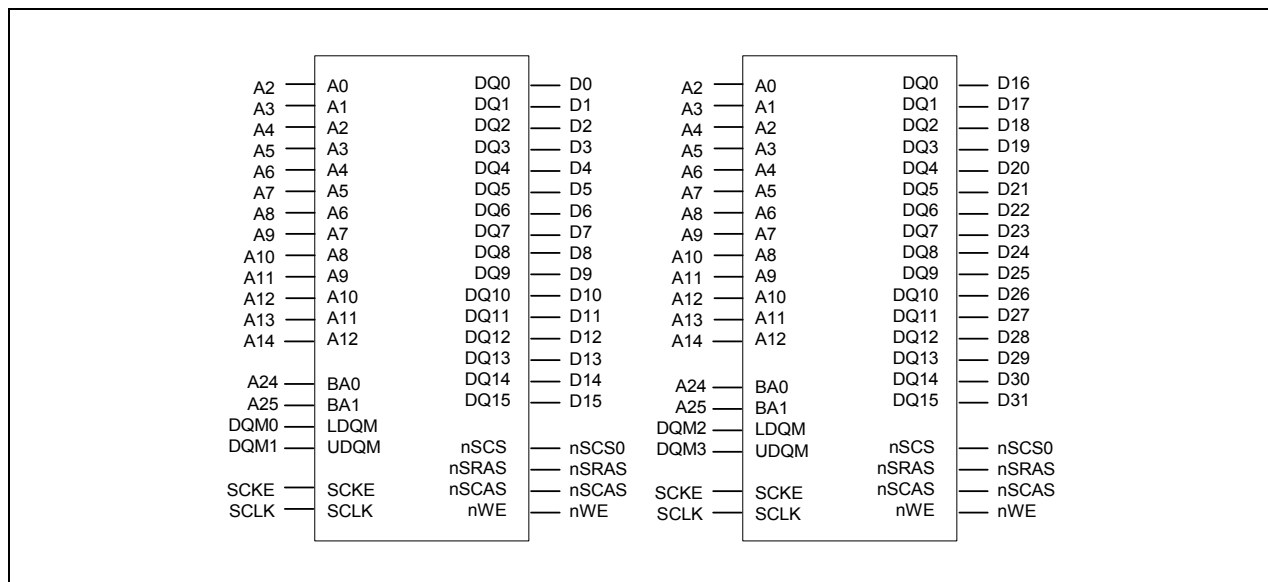 A2 A0 DQ0 D0 A2 A0 DQ0 D16
A3 A1 DQ1 D1 A3 A1 DQ1 D17
A4 A2 DQ2 D2 A4 A2 DQ2 D18
A5 A3 DQ3 D3 A5 A3 DQ3 D19
A6 A4 DQ4 D4 A6 A4 DQ4 D20
A7 A5 DQ5 D5 A7 A5 DQ5 D21
A8 A6 DQ6 D6 A8 A6 DQ6 D22
A9 A7 DQ7 D7 A9 A7 DQ7 D23
A10 A8 DQ8 D8 A10 A8 DQ8 D24
A11 A9 DQ9 D9 A11 A9 DQ9 D25
A12 A10 DQ10 D10 A12 A10 DQ10 D26
A13 A11 DQ11 D11 A13 A11 DQ11 D27
A14 A12 DQ12 D12 A14 A12 DQ12 D28
DQ13 D13 DQ13 D29
A24 BA0 DQ14 D14 A24 BA0 DQ14 D30
A25 BA1 DQ15 D15 A25 BA1 DQ15 D31
DQM0 LDQM DQM2 LDQM
DQM1 UDQM nSCS nSCS0 DQM3 UDQM nSCS nSCS0
nSRAS nSRAS nSRAS nSRAS
SCKE SCKE nSCAS nSCAS SCKE SCKE nSCAS nSCAS
SCLK SCLK nWE nWE SCLK SCLK nWE nWE